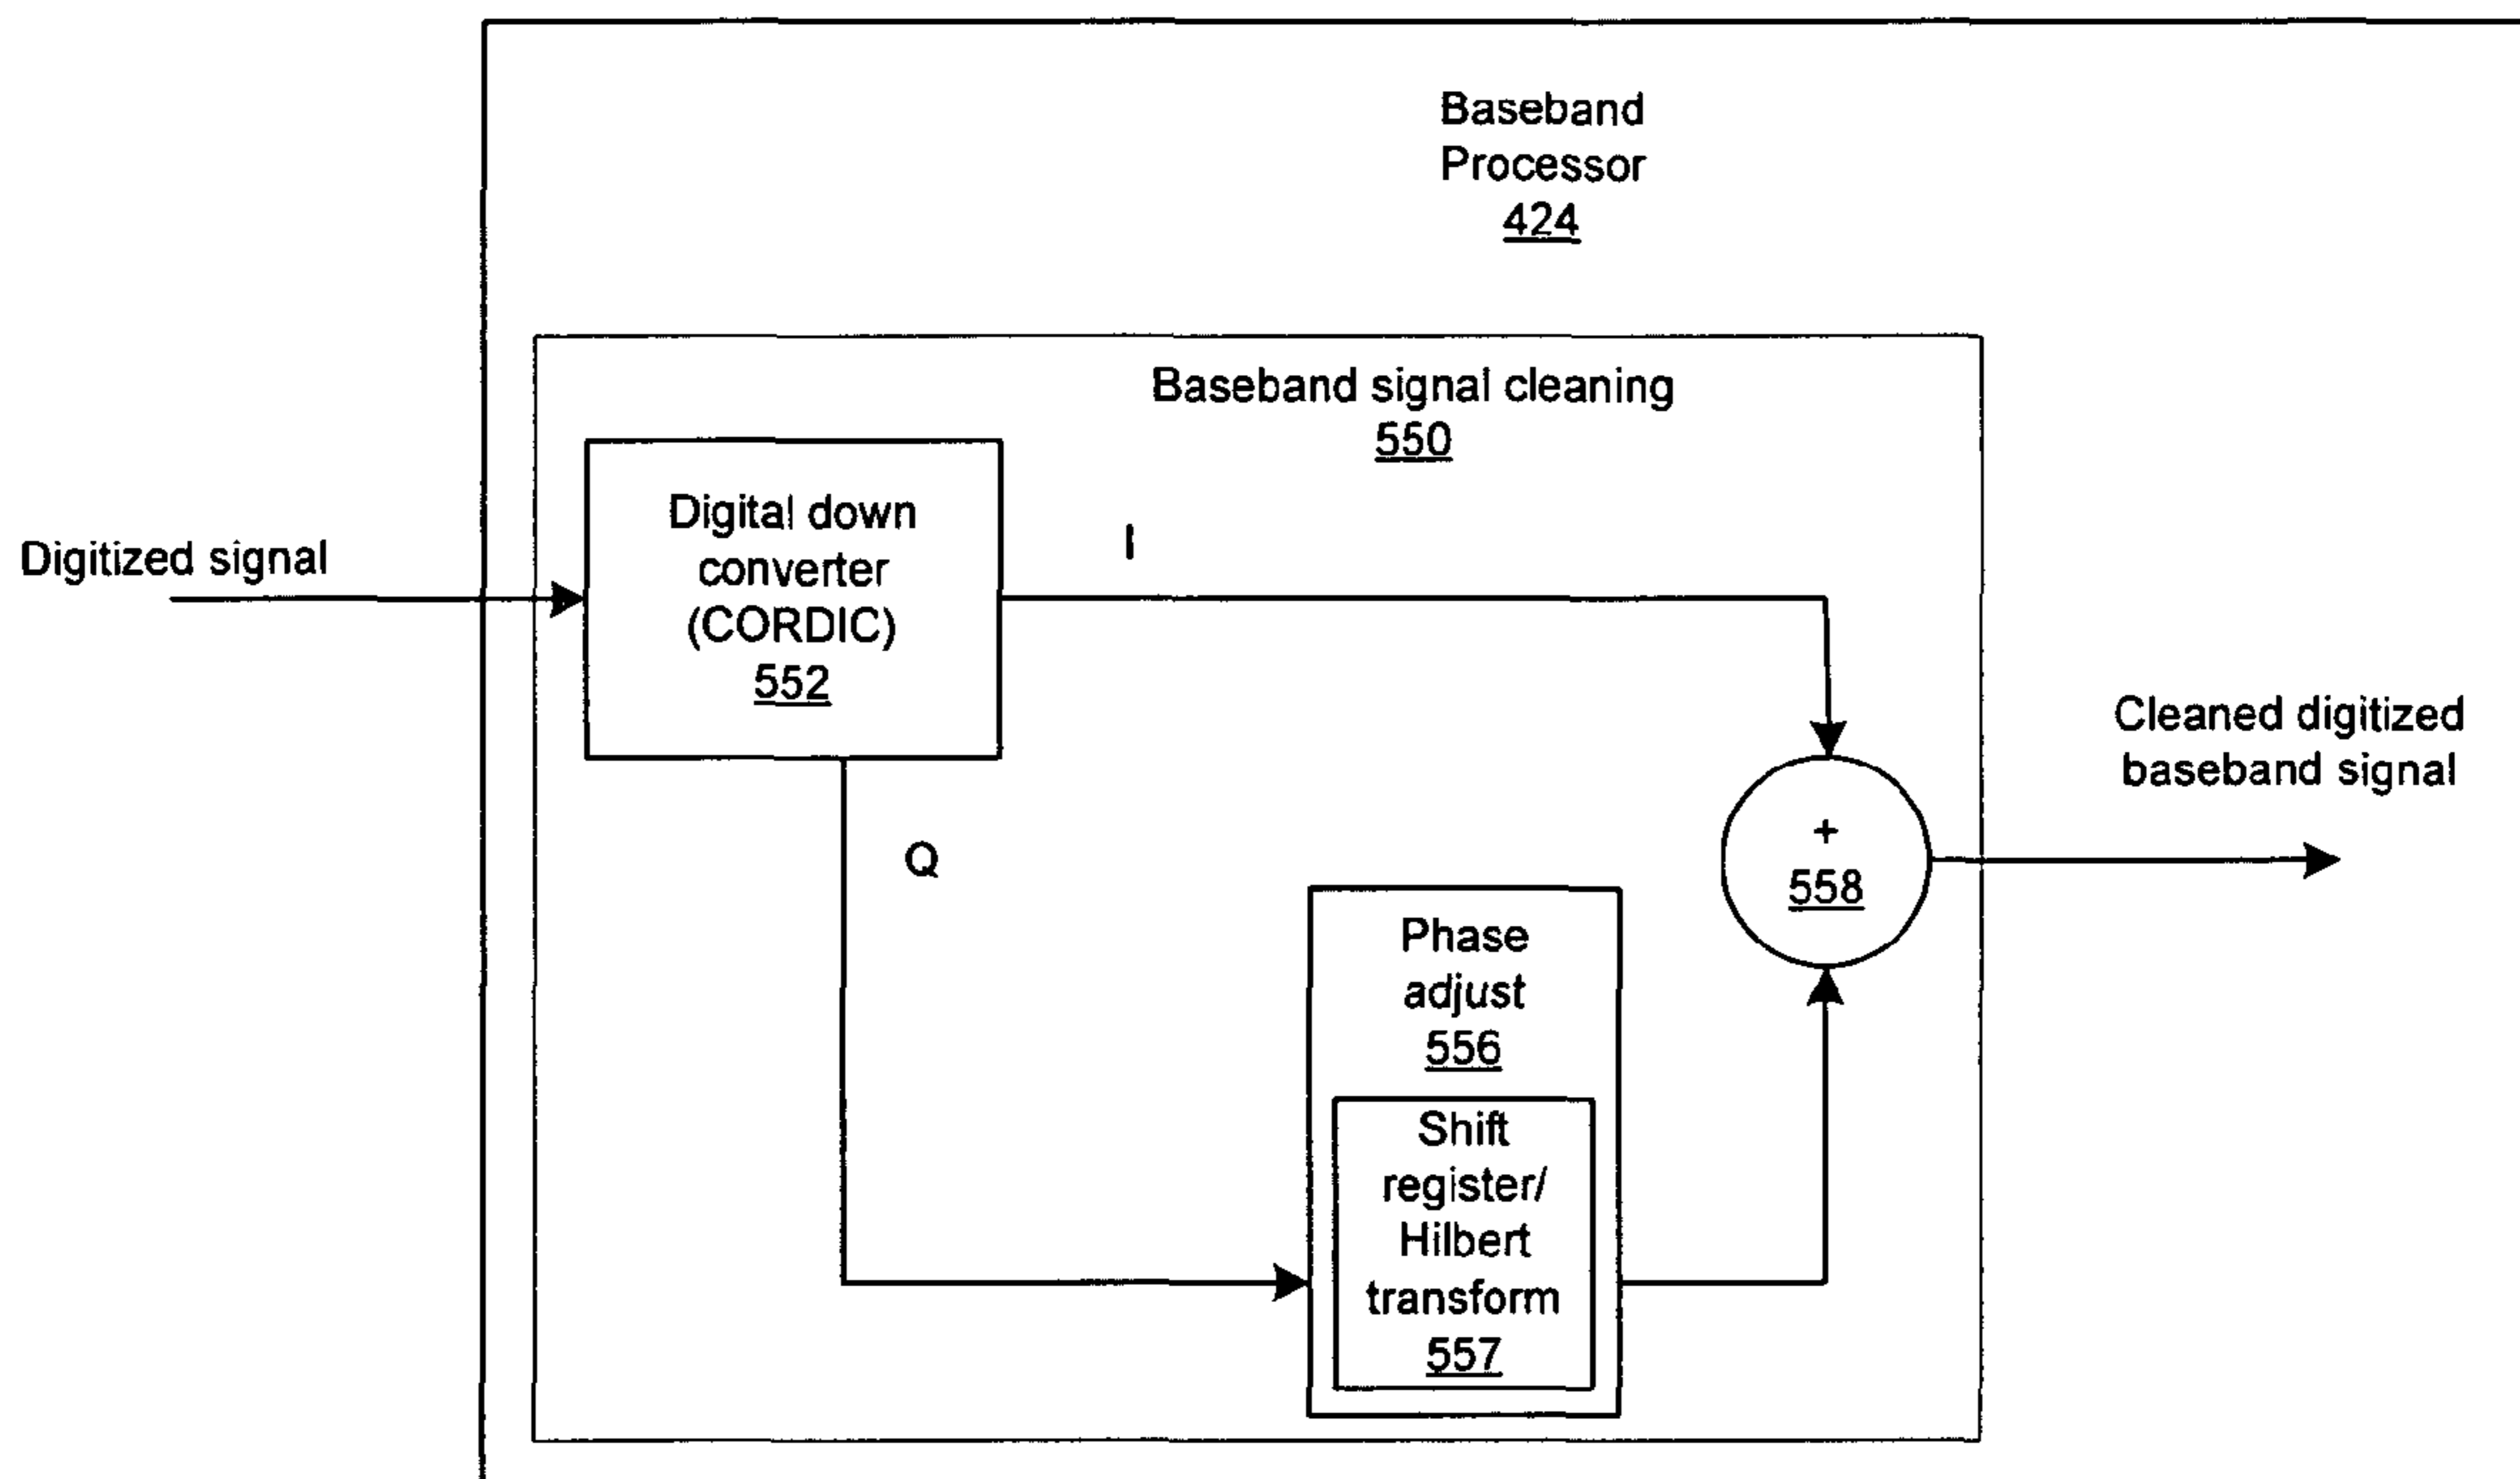 Baseband
Processor
424
Baseband signal cleaning
550
Digital down
converter
(CORDIC)
552
Digitized signal
I
Q
Cleaned digitized
baseband signal
+
558
Phase
adjust
556
Shift
register/
Hilbert
transform
557